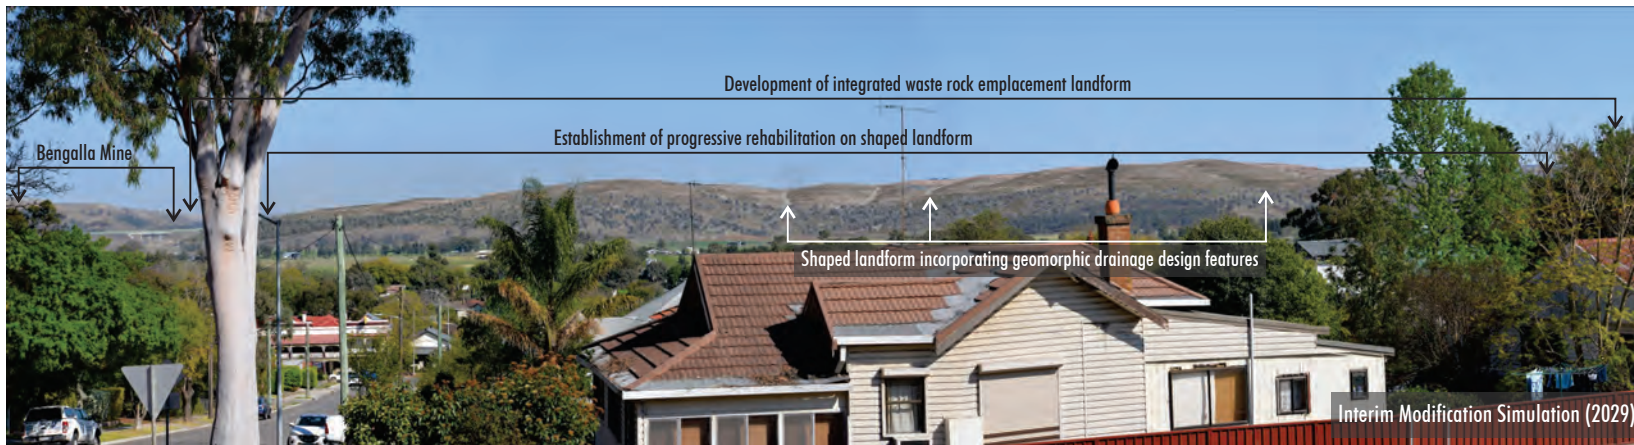 Development of integrated waste rock emplacement landform
Establishment of progressive rehabilitation on shaped landform
Bengalla Mine
Shaped landform incorporating geomorphic drainage design features
Interim Modification Simulation (2029)